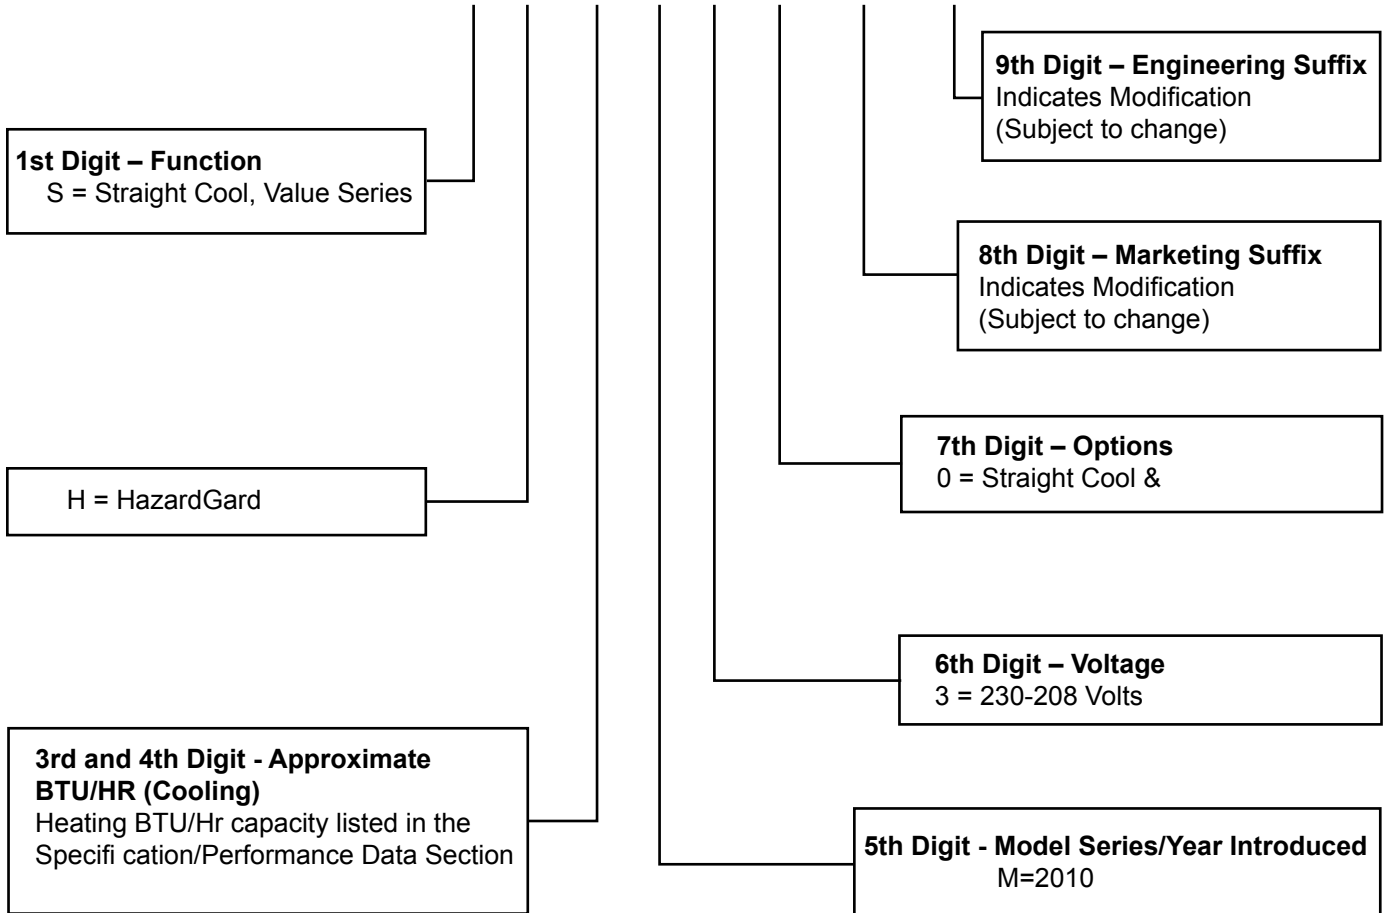 1st Digit – Function
S = Straight Cool, Value Series
H = HazardGard
3rd and 4th Digit - Approximate
BTU/HR (Cooling)
Heating BTU/Hr capacity listed in the
Specifi cation/Performance Data Section
9th Digit – Engineering Suffix
Indicates Modification
(Subject to change)
8th Digit – Marketing Suffix
Indicates Modification
(Subject to change)
7th Digit – Options
0 = Straight Cool &
6th Digit – Voltage
3 = 230-208 Volts
5th Digit - Model Series/Year Introduced
M=2010